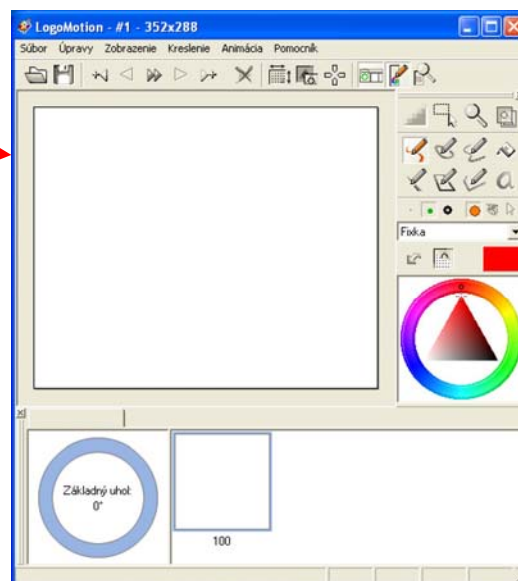 LogoMotion - #1 - 352x288
Súbor Úpravy Zobrazenie Kreslenie Animácia Pomocník
Fixka
Základný uhol:
0°
100